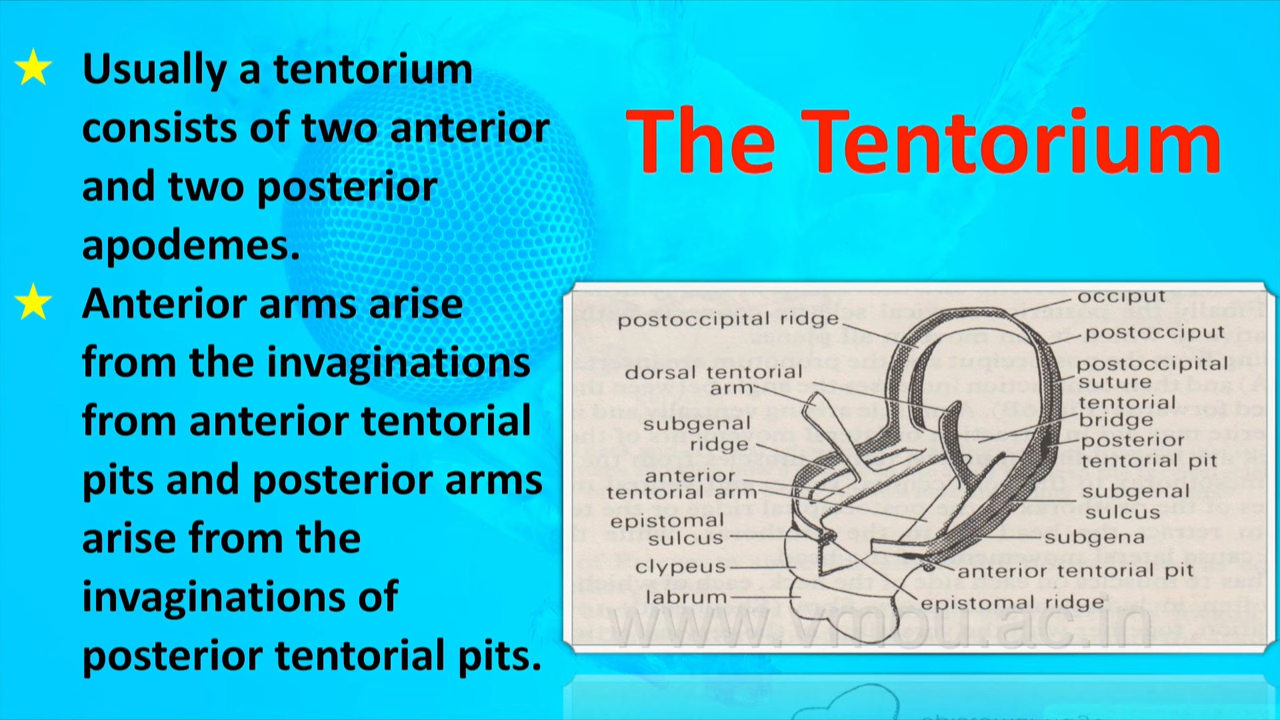 Usually a tentorium
consists of two anterior
and two posterior
apodemes.
Anterior arms arise
from the invaginations
from anterior tentorial
pits and posterior arms
arise from the
invaginations of
posterior tentorial pits.
The Tentorium
occiput
postoccipital ridge
postocciput
dorsal tentorial
arm
postoccipital
suture
tentorial
bridge
subgenal
ridge
posterior
tentorial pit
anterior
tentorial arm
subgenal
sulcus
epistomal
sulcus
subgena
clypeus
anterior tentorial pit
labrum
epistomal ridge
www.vmou.ac.in